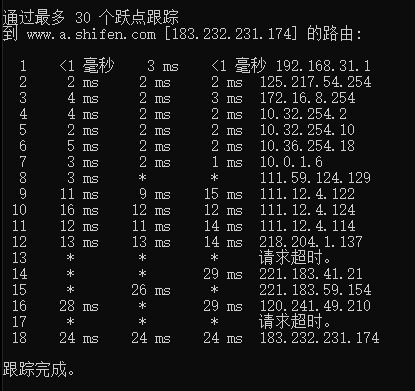 通过最多 30 个跃点跟踪
到 www.a.shifen.com [183.232.231.174] 的路由:
1 <1 毫秒 3 ms <1 毫秒 192.168.31.1
2 2 ms 2 ms 2 ms 125.217.54.254
3 4 ms 2 ms 3 ms 172.16.8.254
4 4 ms 2 ms 2 ms 10.32.254.2
5 2 ms 2 ms 2 ms 10.32.254.10
6 5 ms 2 ms 2 ms 10.36.254.18
7 3 ms 2 ms 1 ms 10.0.1.6
8 3 ms * * 111.59.124.129
9 11 ms 9 ms 15 ms 111.12.4.122
10 16 ms 12 ms 12 ms 111.12.4.124
11 12 ms 11 ms 14 ms 111.12.4.114
12 13 ms 13 ms 14 ms 218.204.1.137
13 * * * 请求超时。
14 * * 29 ms 221.183.41.21
15 * 26 ms * 221.183.59.154
16 28 ms * 29 ms 120.241.49.210
17 * * * 请求超时。
18 24 ms 24 ms 24 ms 183.232.231.174
跟踪完成。